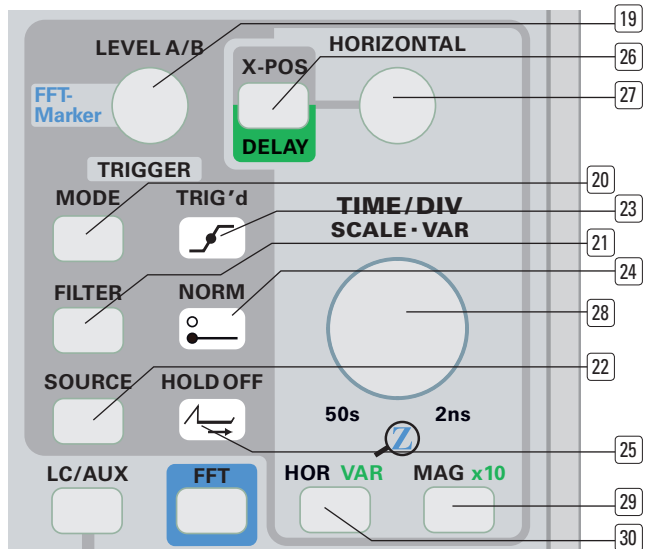 19
LEVEL A/B
HORIZONTAL
X-POS
26
FFT-
Marker
27
DELAY
TRIGGER
MODE
TRIG'd
20
TIME/DIV
SCALE · VAR
23
21
FILTER
NORM
24
28
SOURCE
HOLD OFF
22
50s
2ns
Z
25
LC/AUX
FFT
HOR VAR
MAG x10
29
30